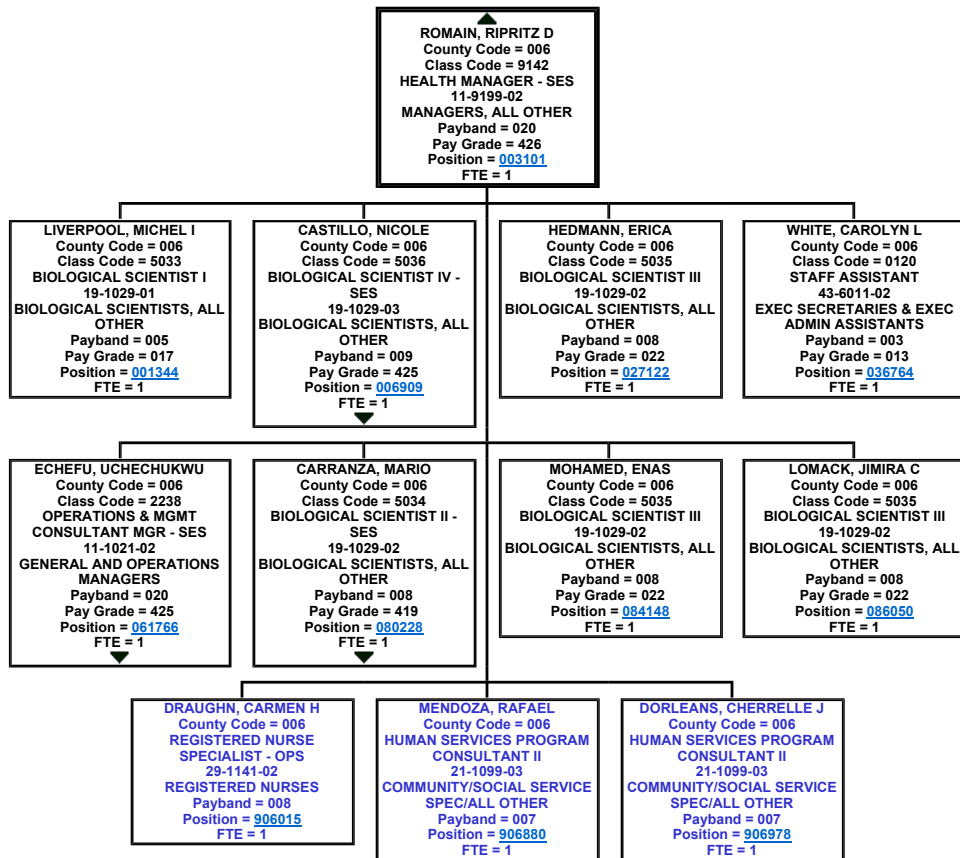 ROMAIN, RIPRITZ D
County Code = 006
Class Code = 9142
HEALTH MANAGER - SES
11-9199-02
MANAGERS, ALL OTHER
Payband = 020
Pay Grade = 426
Position = 003101
FTE = 1
LIVERPOOL, MICHEL I
County Code = 006
Class Code = 5033
BIOLOGICAL SCIENTIST I
19-1029-01
BIOLOGICAL SCIENTISTS, ALL
OTHER
Payband = 005
Pay Grade = 017
Position = 001344
FTE = 1
CASTILLO, NICOLE
County Code = 006
Class Code = 5036
BIOLOGICAL SCIENTIST IV -
SES
19-1029-03
BIOLOGICAL SCIENTISTS, ALL
OTHER
Payband = 009
Pay Grade = 425
Position = 006909
FTE = 1
HEDMANN, ERICA
County Code = 006
Class Code = 5035
BIOLOGICAL SCIENTIST III
19-1029-02
BIOLOGICAL SCIENTISTS, ALL
OTHER
Payband = 008
Pay Grade = 022
Position = 027122
FTE = 1
WHITE, CAROLYN L
County Code = 006
Class Code = 0120
STAFF ASSISTANT
43-6011-02
EXEC SECRETARIES & EXEC
ADMIN ASSISTANTS
Payband = 003
Pay Grade = 013
Position = 036764
FTE = 1
ECHEFU, UCHECHUKWU
County Code = 006
Class Code = 2238
OPERATIONS & MGMT
CONSULTANT MGR - SES
11-1021-02
GENERAL AND OPERATIONS
MANAGERS
Payband = 020
Pay Grade = 425
Position = 061766
FTE = 1
CARRANZA, MARIO
County Code = 006
Class Code = 5034
BIOLOGICAL SCIENTIST II -
SES
19-1029-02
BIOLOGICAL SCIENTISTS, ALL
OTHER
Payband = 008
Pay Grade = 419
Position = 080228
FTE = 1
MOHAMED, ENAS
County Code = 006
Class Code = 5035
BIOLOGICAL SCIENTIST III
19-1029-02
BIOLOGICAL SCIENTISTS, ALL
OTHER
Payband = 008
Pay Grade = 022
Position = 084148
FTE = 1
LOMACK, JIMIRA C
County Code = 006
Class Code = 5035
BIOLOGICAL SCIENTIST III
19-1029-02
BIOLOGICAL SCIENTISTS, ALL
OTHER
Payband = 008
Pay Grade = 022
Position = 086050
FTE = 1
DRAUGHN, CARMEN H
County Code = 006
REGISTERED NURSE
SPECIALIST - OPS
29-1141-02
REGISTERED NURSES
Payband = 008
Position = 906015
FTE = 1
MENDOZA, RAFAEL
County Code = 006
HUMAN SERVICES PROGRAM
CONSULTANT II
21-1099-03
COMMUNITY/SOCIAL SERVICE
SPEC/ALL OTHER
Payband = 007
Position = 906880
FTE = 1
DORLEANS, CHERRELLE J
County Code = 006
HUMAN SERVICES PROGRAM
CONSULTANT II
21-1099-03
COMMUNITY/SOCIAL SERVICE
SPEC/ALL OTHER
Payband = 007
Position = 906978
FTE = 1